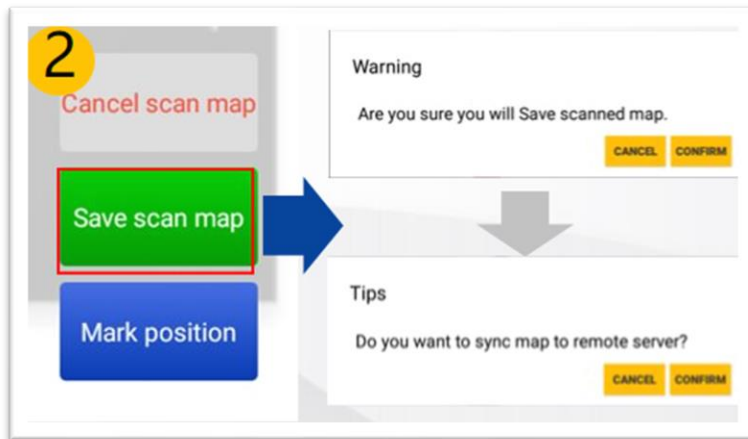 2
Cancel scan map
Save scan map
Mark position
Warning
Are you sure you will Save scanned map.
CANCEL CONFIRM
Tips
Do you want to sync map to remote server?
CANCEL CONFIRM